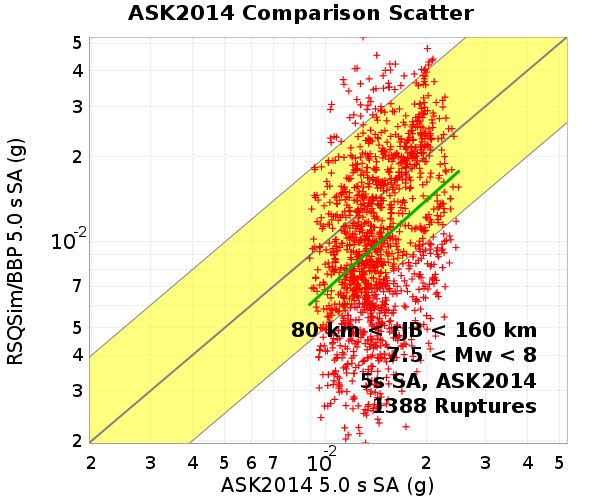 ASK2014 Comparison Scatter
RSQSim/BBP 5.0 s SA (g)
5
4
3
2
10-2
7
5
4
3
2
80 km < rJB < 160 km
7.5 < Mw < 8
5s SA, ASK2014
1388 Ruptures
2 3 4 5 6 7 10-2 2 3 4 5
ASK2014 5.0 s SA (g)